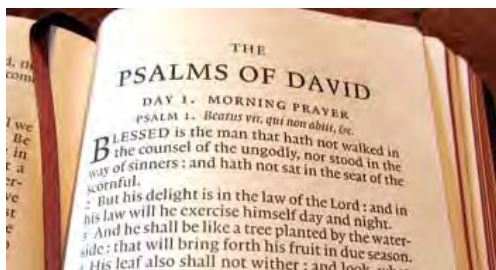 THE
PSALMS OF DAVID
DAY 1. MORNING PRAYER
PSALM 1. Beatus vir, qui non abiit, &c.
BLESSED is the man that hath not walked in
the counsel of the ungodly, nor stood in the
way of sinners : and hath not sat in the seat of the
scornful.
2 But his delight is in the law of the Lord : and in
his law will he exercise himself day and night.
3 And he shall be like a tree planted by the water-
side : that will bring forth his fruit in due season.
His leaf also shall not wither : and look,